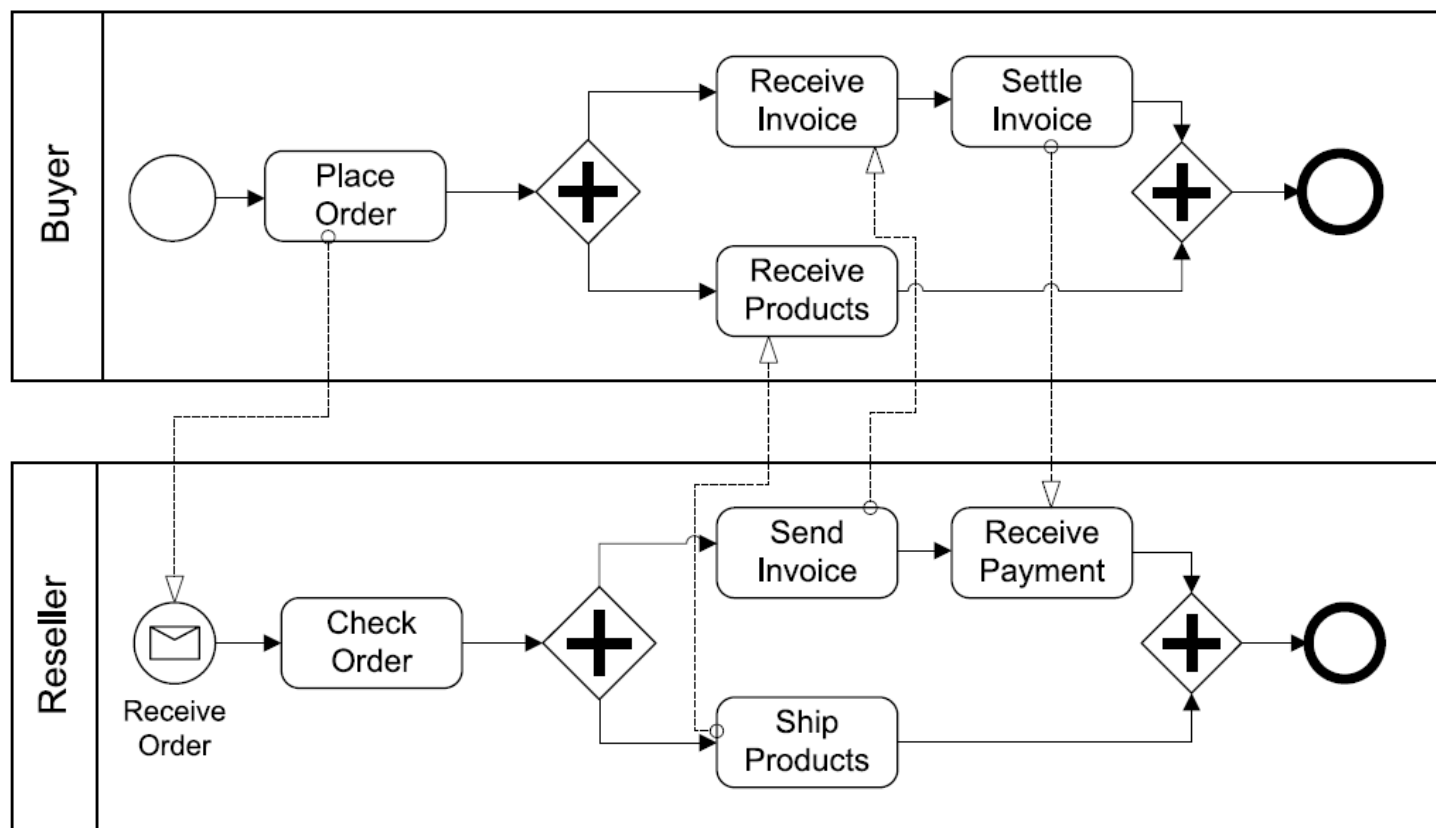 Buyer
Place
Order
Receive
Invoice
Settle
Invoice
Receive
Products
Reseller
Receive
Order
Check
Order
Send
Invoice
Receive
Payment
Ship
Products